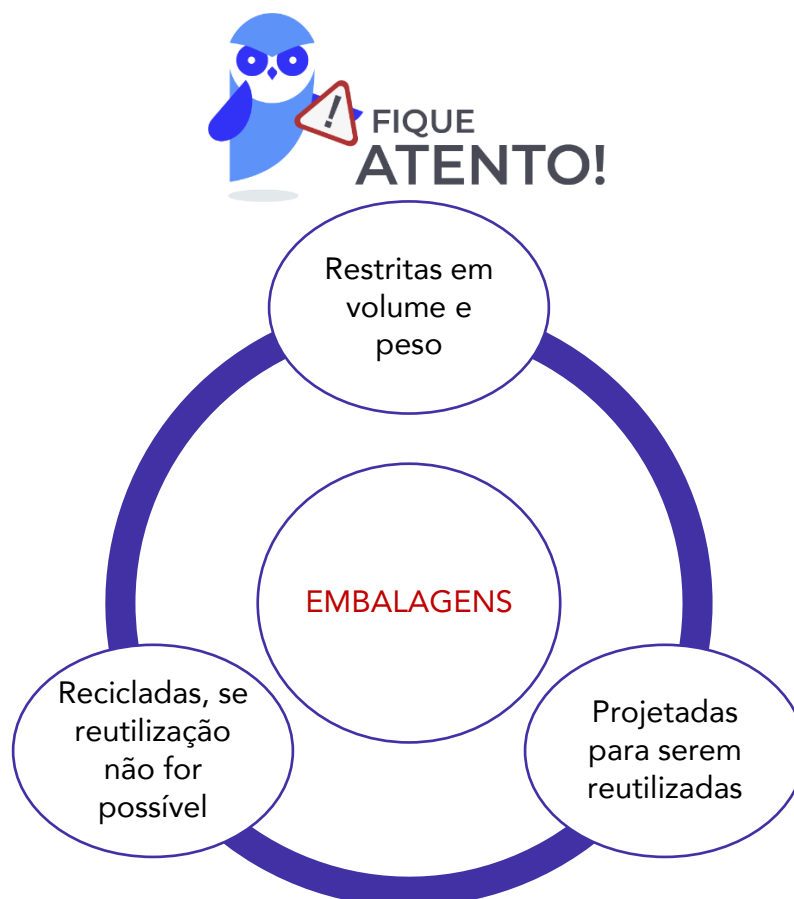 FIQUE
ATENTO!
Restritas em
volume e
peso
EMBALAGENS
Recicladas, se
reutilização
não for
possível
Projetadas
para serem
reutilizadas